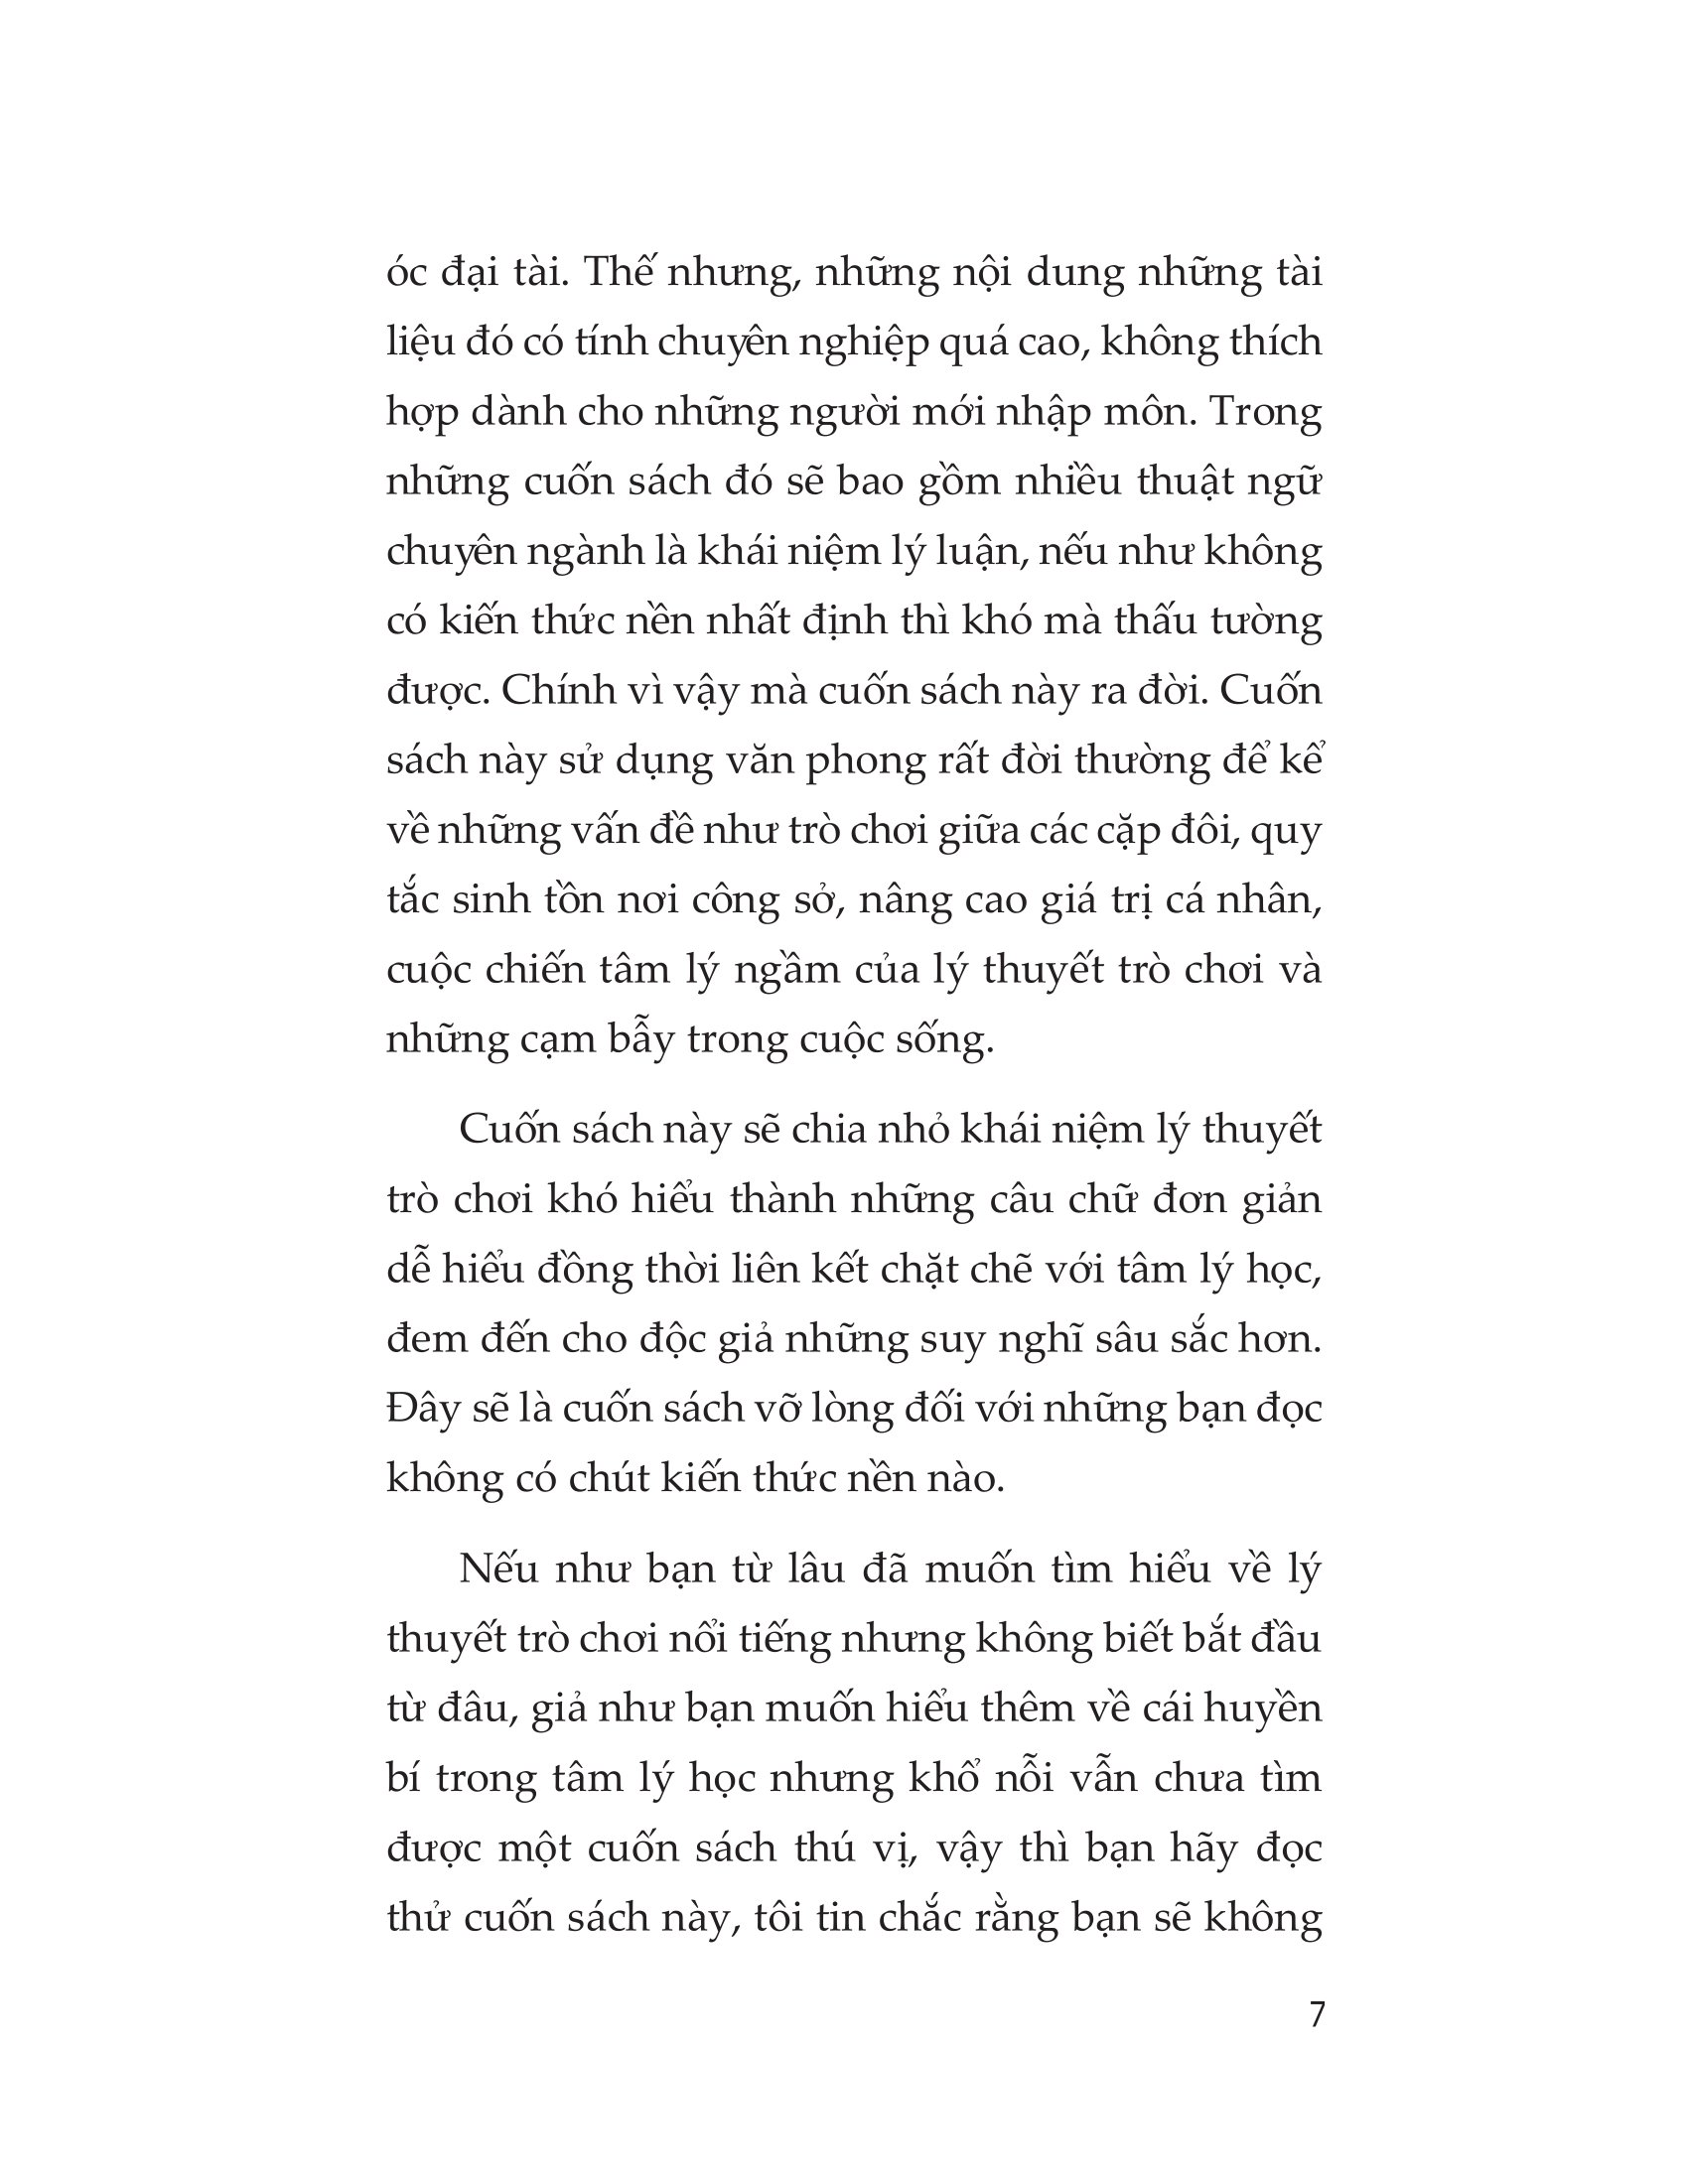 óc đại tài. Thế nhưng, những nội dung những tài
liệu đó có tính chuyên nghiệp quá cao, không thích
hợp dành cho những người mới nhập môn. Trong
những cuốn sách đó sẽ bao gồm nhiều thuật ngữ
chuyên ngành là khái niệm lý luận, nếu như không
có kiến thức nền nhất định thì khó mà thấu tường
được. Chính vì vậy mà cuốn sách này ra đời. Cuốn
sách này sử dụng văn phong rất đời thường để kể
về những vấn đề như trò chơi giữa các cặp đôi, quy
tắc sinh tồn nơi công sở, nâng cao giá trị cá nhân,
cuộc chiến tâm lý ngầm của lý thuyết trò chơi và
những cạm bẫy trong cuộc sống.
Cuốn sách này sẽ chia nhỏ khái niệm lý thuyết
trò chơi khó hiểu thành những câu chữ đơn giản
dễ hiểu đồng thời liên kết chặt chẽ với tâm lý học,
đem đến cho độc giả những suy nghĩ sâu sắc hơn.
Đây sẽ là cuốn sách vỡ lòng đối với những bạn đọc
không có chút kiến thức nền nào.
Nếu như bạn từ lâu đã muốn tìm hiểu về lý
thuyết trò chơi nổi tiếng nhưng không biết bắt đầu
từ đâu, giả như bạn muốn hiểu thêm về cái huyền
bí trong tâm lý học nhưng khổ nỗi vẫn chưa tìm
được một cuốn sách thú vị, vậy thì bạn hãy đọc
thử cuốn sách này, tôi tin chắc rằng bạn sẽ không
7